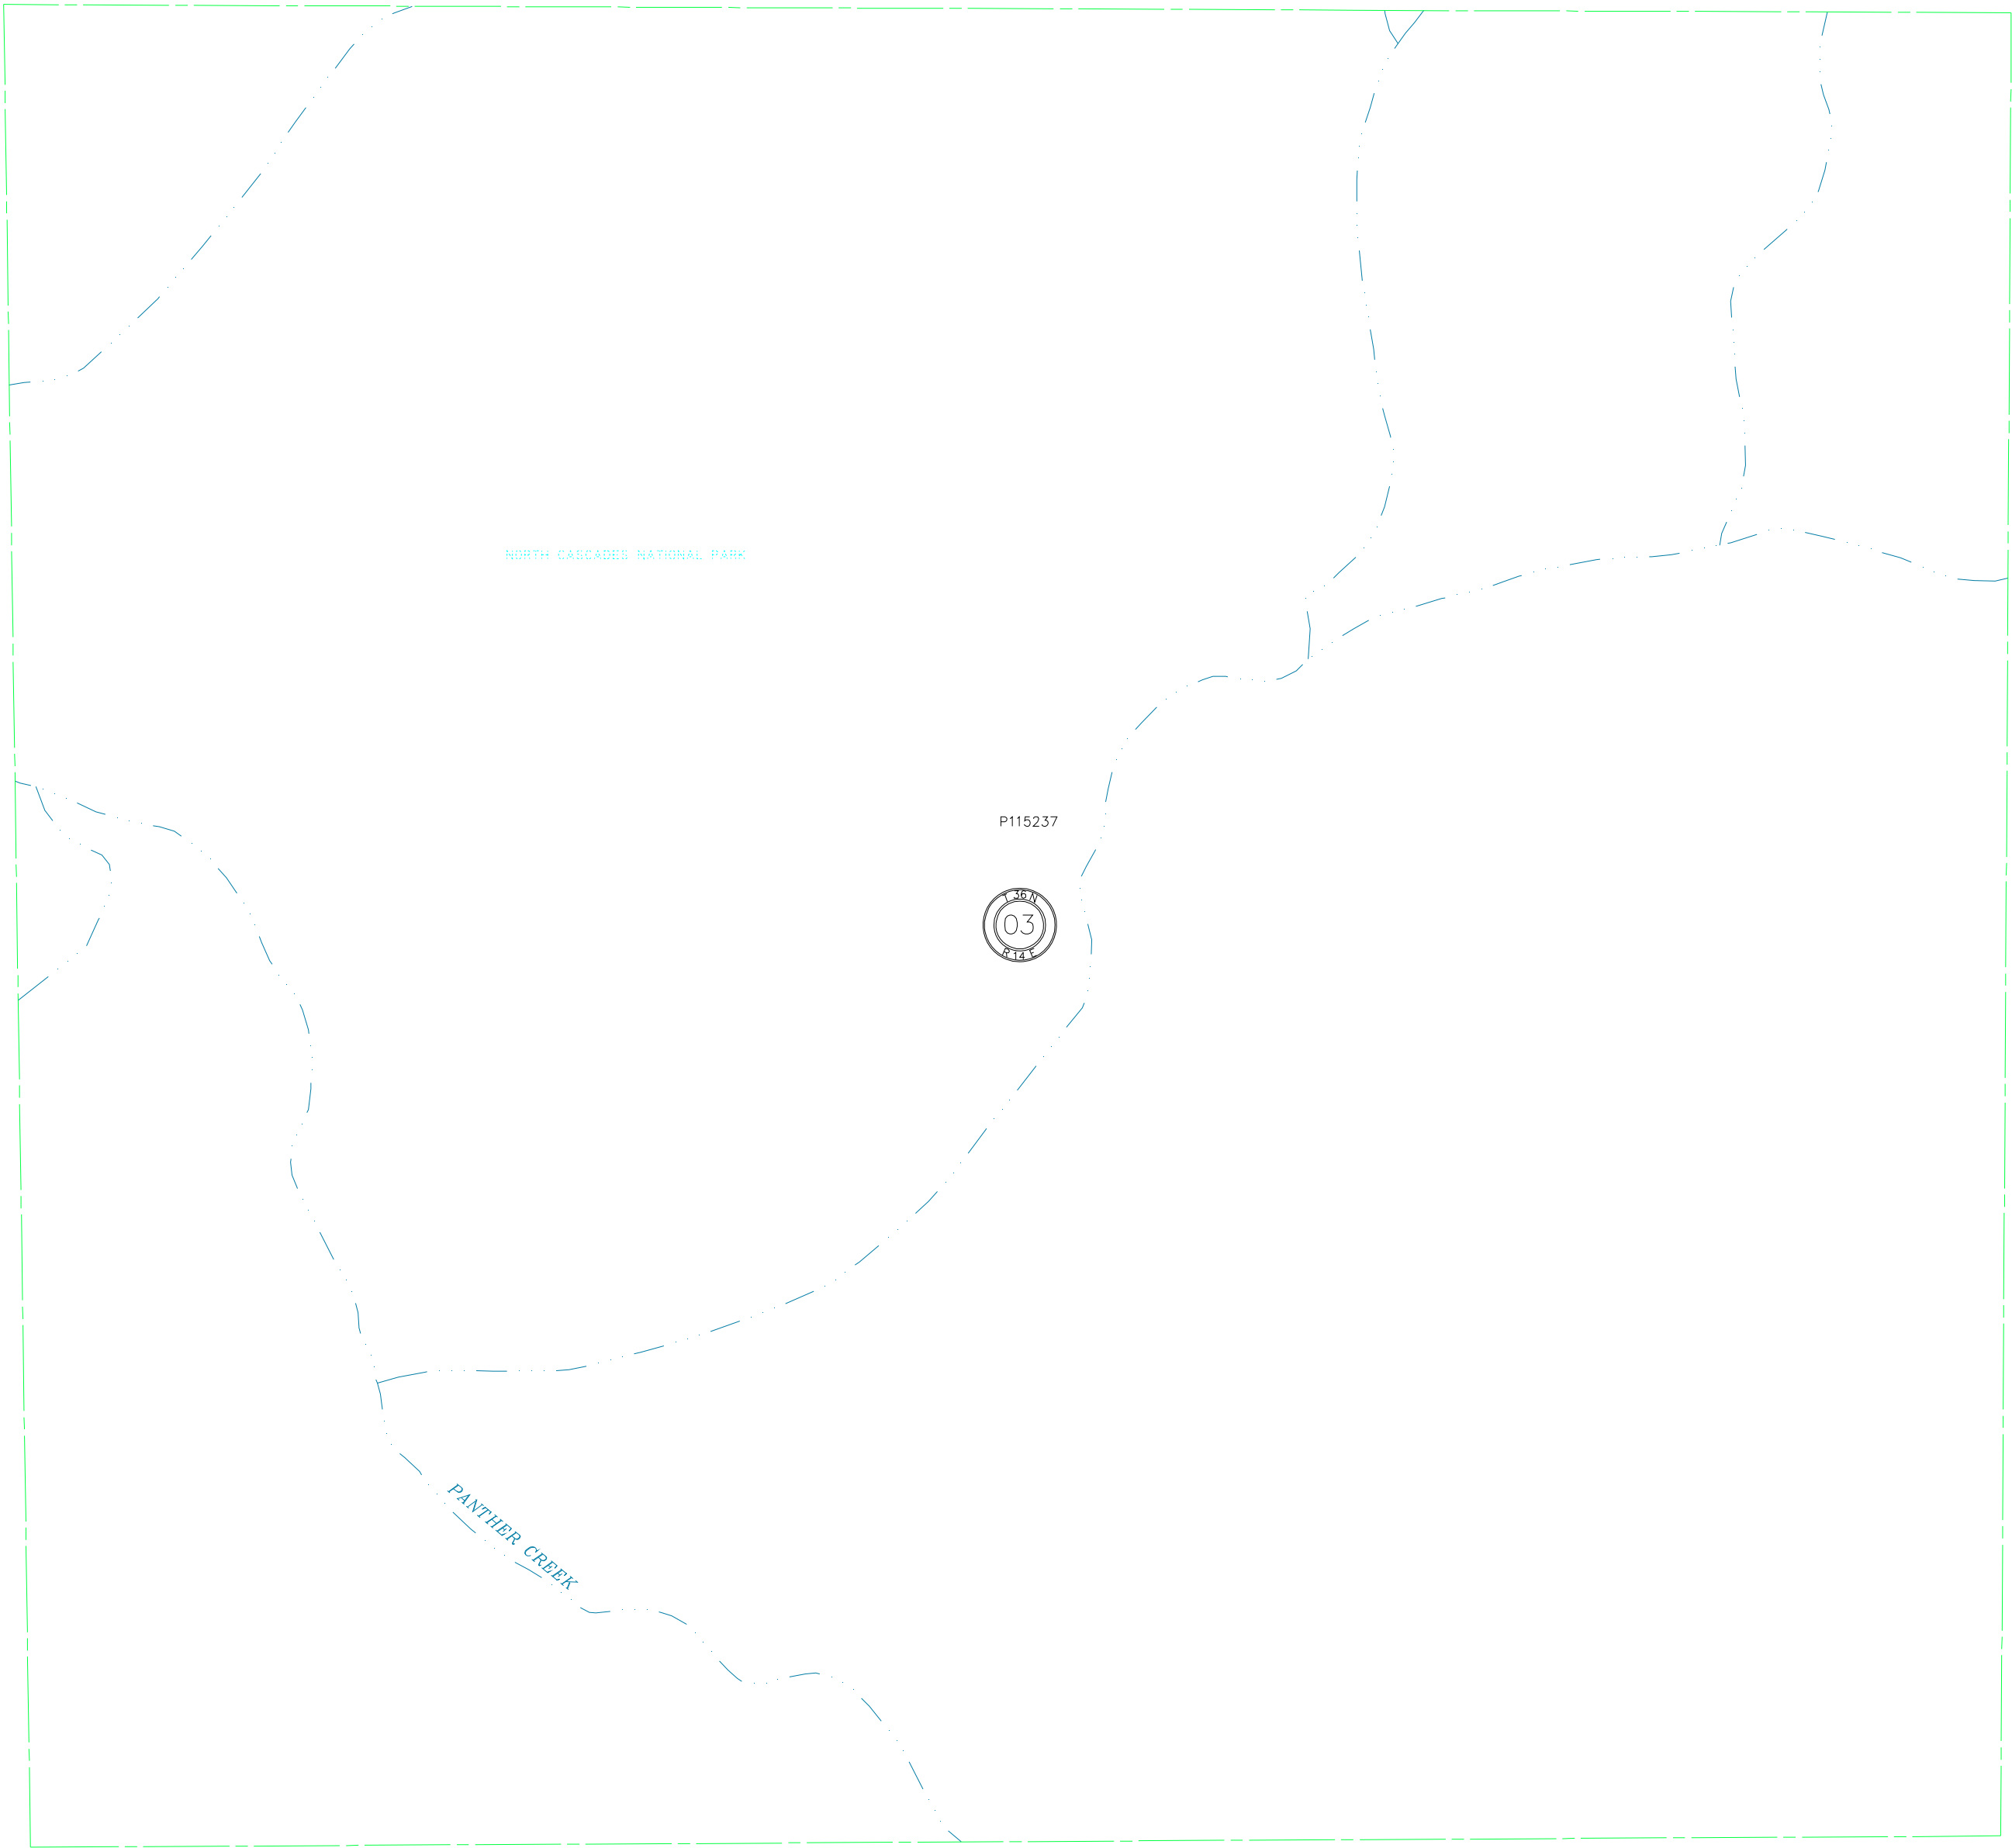 NORTH CASCADES NATIONAL PARK
P115237
T 36 N
03
R 14 E
PANTHER CREEK